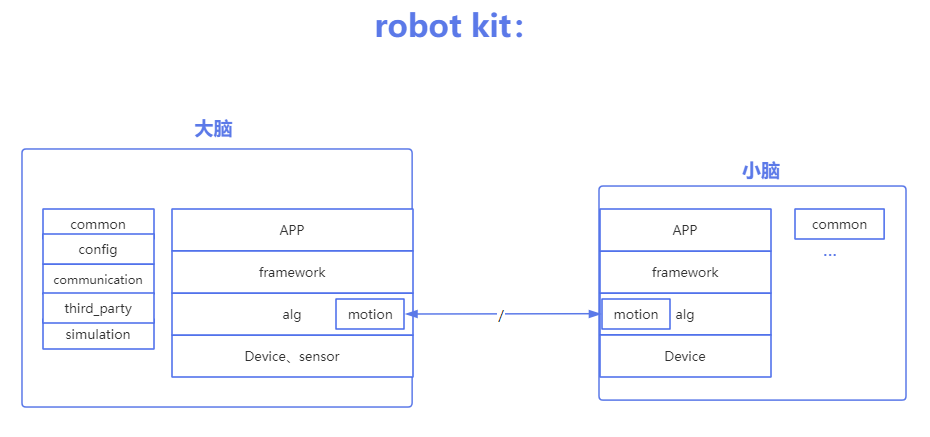 robot kit：
大脑
common
config
communication
third_party
simulation
APP
framework
alg
motion
Device、sensor
/
小脑
APP
framework
motion
alg
Device
common
...